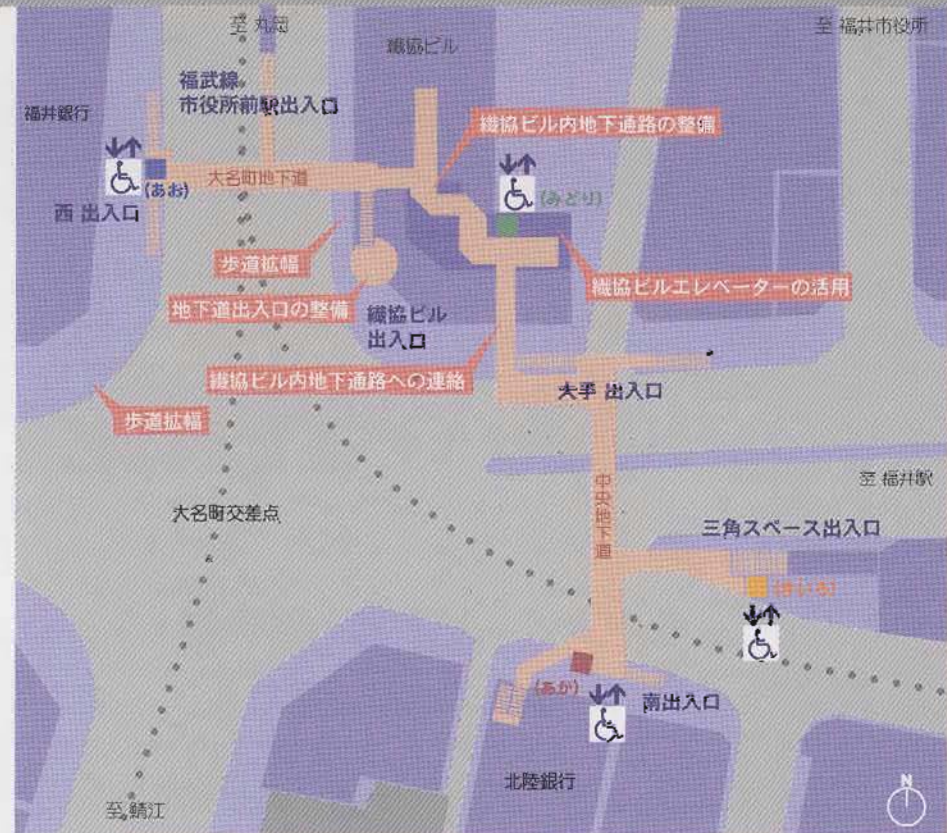 至 丸岡
至 福井市役所
繊協ビル
福武線
市役所前駅出入口
福井銀行
繊協ビル内地下通路の整備
大名町地下道
(あお)
(みどり)
西 出入口
歩道拡幅
繊協ビルエレベーターの活用
地下道出入口の整備
繊協ビル
出入口
繊協ビル内地下通路への連絡
大手 出入口
歩道拡幅
中央地下道
至 福井駅
大名町交差点
三角スペース出入口
(きいろ)
(あか)
南出入口
北陸銀行
至 鯖江
N